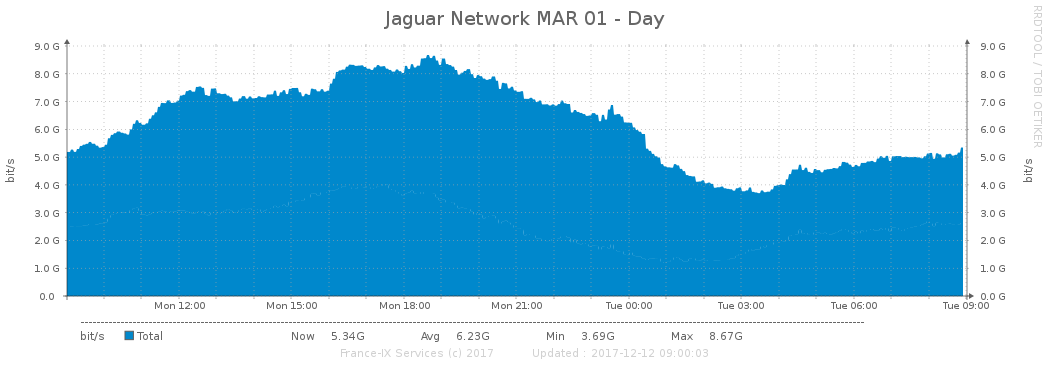 Jaguar Network MAR 01 - Day
RRDTOOL / TOBI OETIKER
9.0 G 9.0 G
8.0 G 8.0 G
7.0 G 7.0 G
6.0 G 6.0 G
5.0 G 5.0 G
4.0 G 4.0 G
3.0 G 3.0 G
2.0 G 2.0 G
1.0 G 1.0 G
0.0 0.0 G
bit/s
bit/s
Mon 12:00 Mon 15:00 Mon 18:00 Mon 21:00 Tue 00:00 Tue 03:00 Tue 06:00 Tue 09:00
bit/s Total Now 5.34G Avg 6.23G Min 3.69G Max 8.67G
France-IX Services (c) 2017 Updated : 2017-12-12 09:00:03